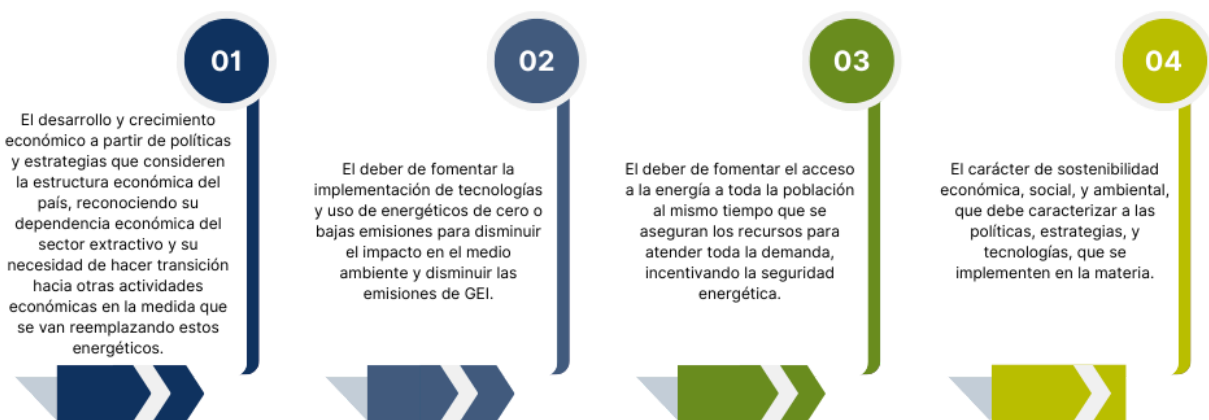 01
El desarrollo y crecimiento
económico a partir de políticas
y estrategias que consideren
la estructura económica del
país, reconociendo su
dependencia económica del
sector extractivo y su
necesidad de hacer transición
hacia otras actividades
económicas en la medida que
se van reemplazando estos
energéticos.
02
El deber de fomentar la
implementación de tecnologías
y uso de energéticos de cero o
bajas emisiones para disminuir
el impacto en el medio
ambiente y disminuir las
emisiones de GEI.
03
El deber de fomentar el acceso
a la energía a toda la población
al mismo tiempo que se
aseguran los recursos para
atender toda la demanda,
incentivando la seguridad
energética.
04
El carácter de sostenibilidad
económica, social, y ambiental,
que debe caracterizar a las
políticas, estrategias, y
tecnologías, que se
implementen en la materia.